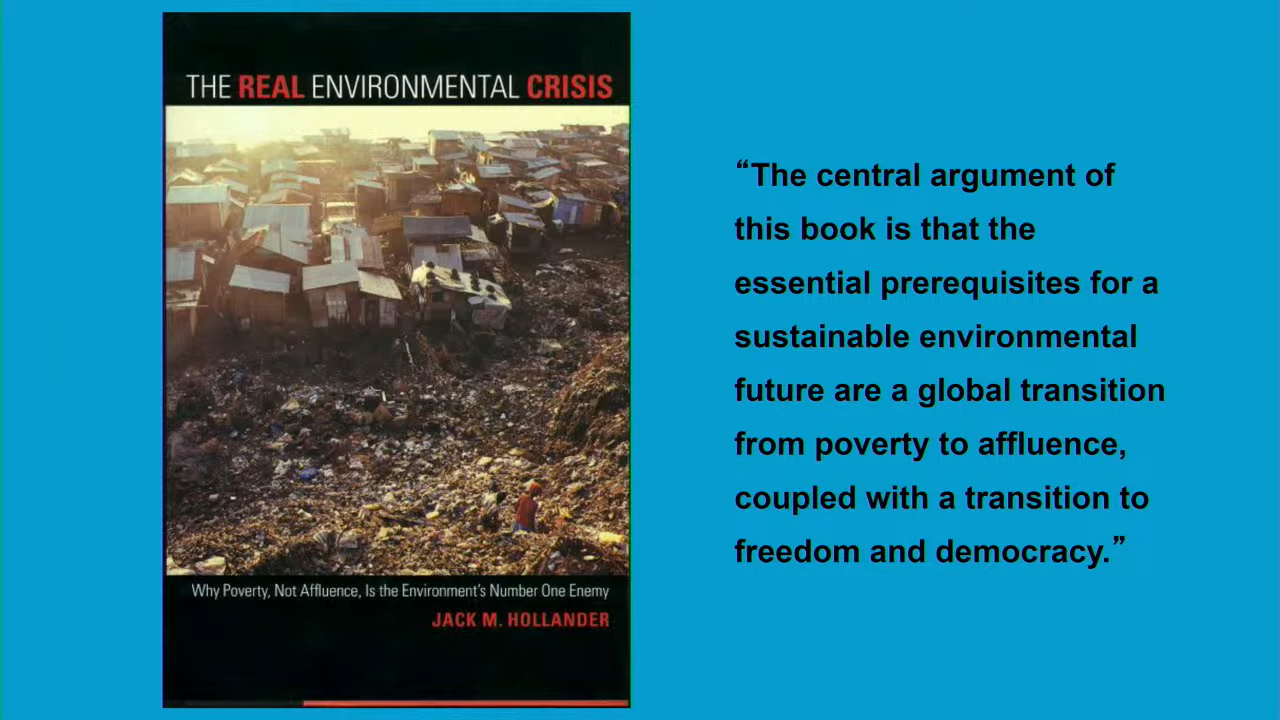 THE REAL ENVIRONMENTAL CRISIS
Why Poverty, Not Affluence, Is the Environment's Number One Enemy
JACK M. HOLLANDER
“The central argument of
this book is that the
essential prerequisites for a
sustainable environmental
future are a global transition
from poverty to affluence,
coupled with a transition to
freedom and democracy.”